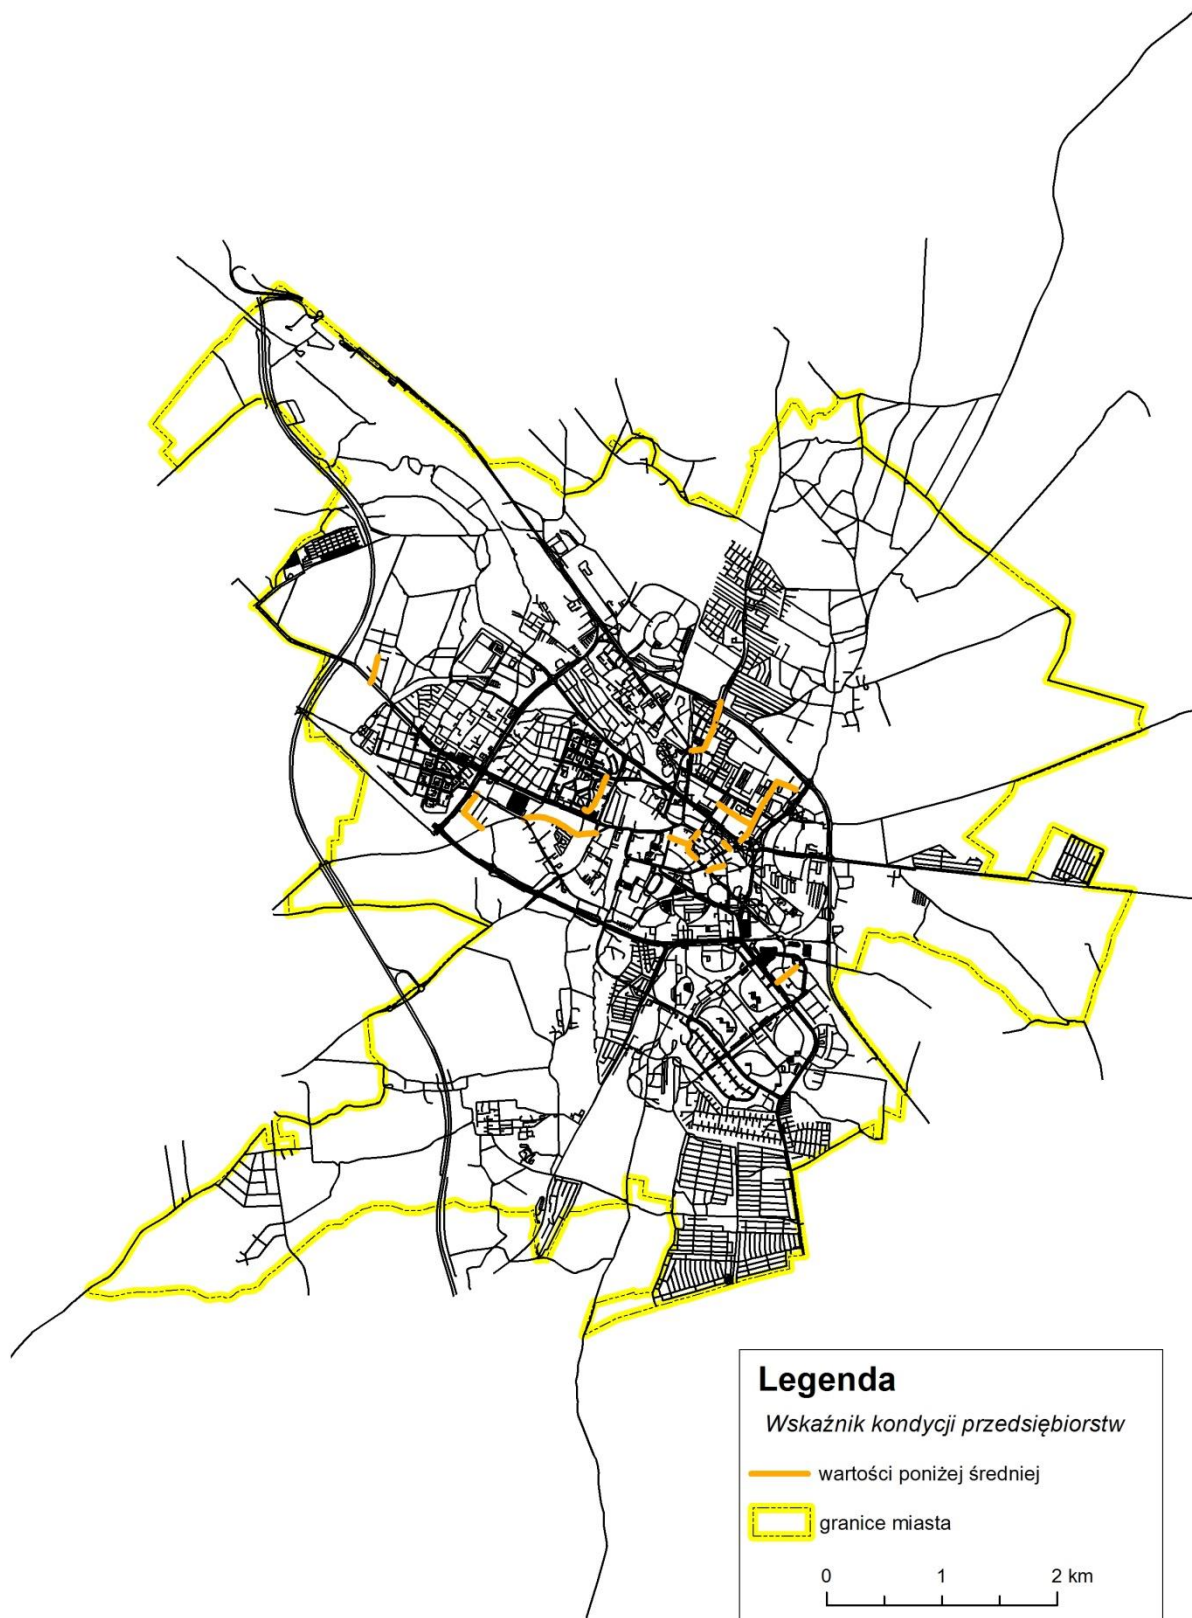 Legenda
Wskaźnik kondycji przedsiębiorstw
wartości poniżej średniej
granice miasta
0 1 2 km